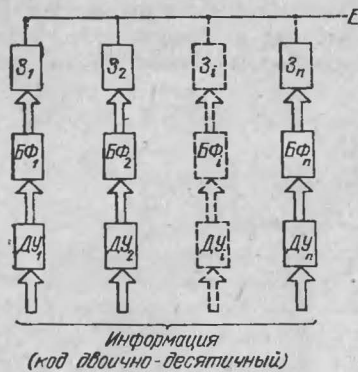 E
З₁ З₂ Зᵢ Зₙ
БФ₁ БФ₂ БФᵢ БФₙ
ДУ₁ ДУ₂ ДУᵢ ДУₙ
Информация
(код двоично-десятичный)